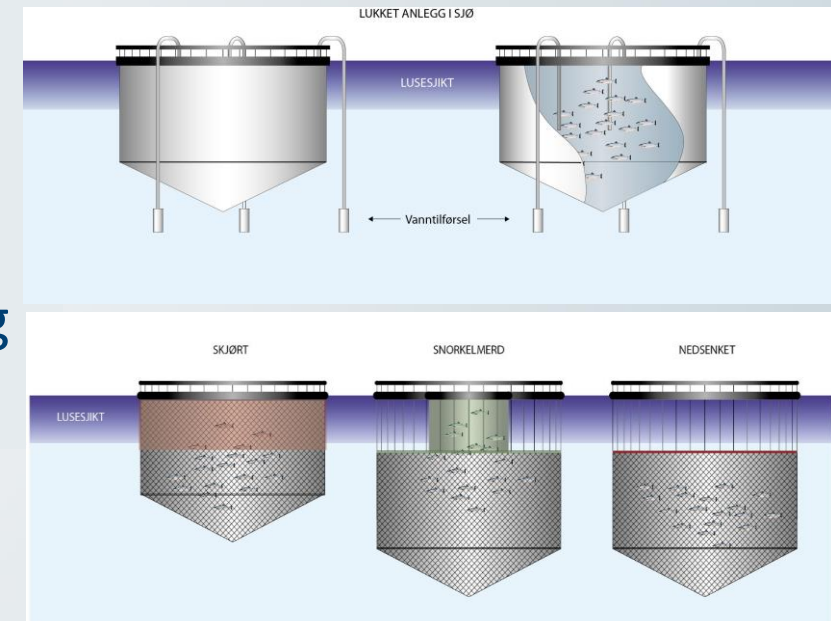 LUKKET ANLEGG I SJØ
LUSESJIKT
Vanntilførsel
g
SKJØRT SNORKELMERD NEDSENKET
LUSESJIKT